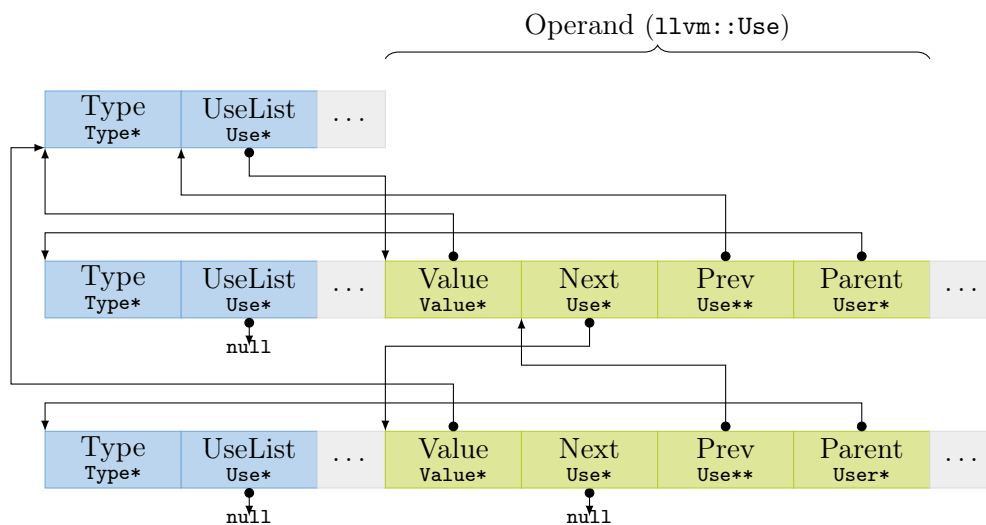 Operand (llvm::Use)
Type UseList ...
Type* Use*
Type UseList ... Value Next Prev Parent ...
Type* Use* Value* Use* Use** User*
null
Type UseList ... Value Next Prev Parent ...
Type* Use* Value* Use* Use** User*
null null